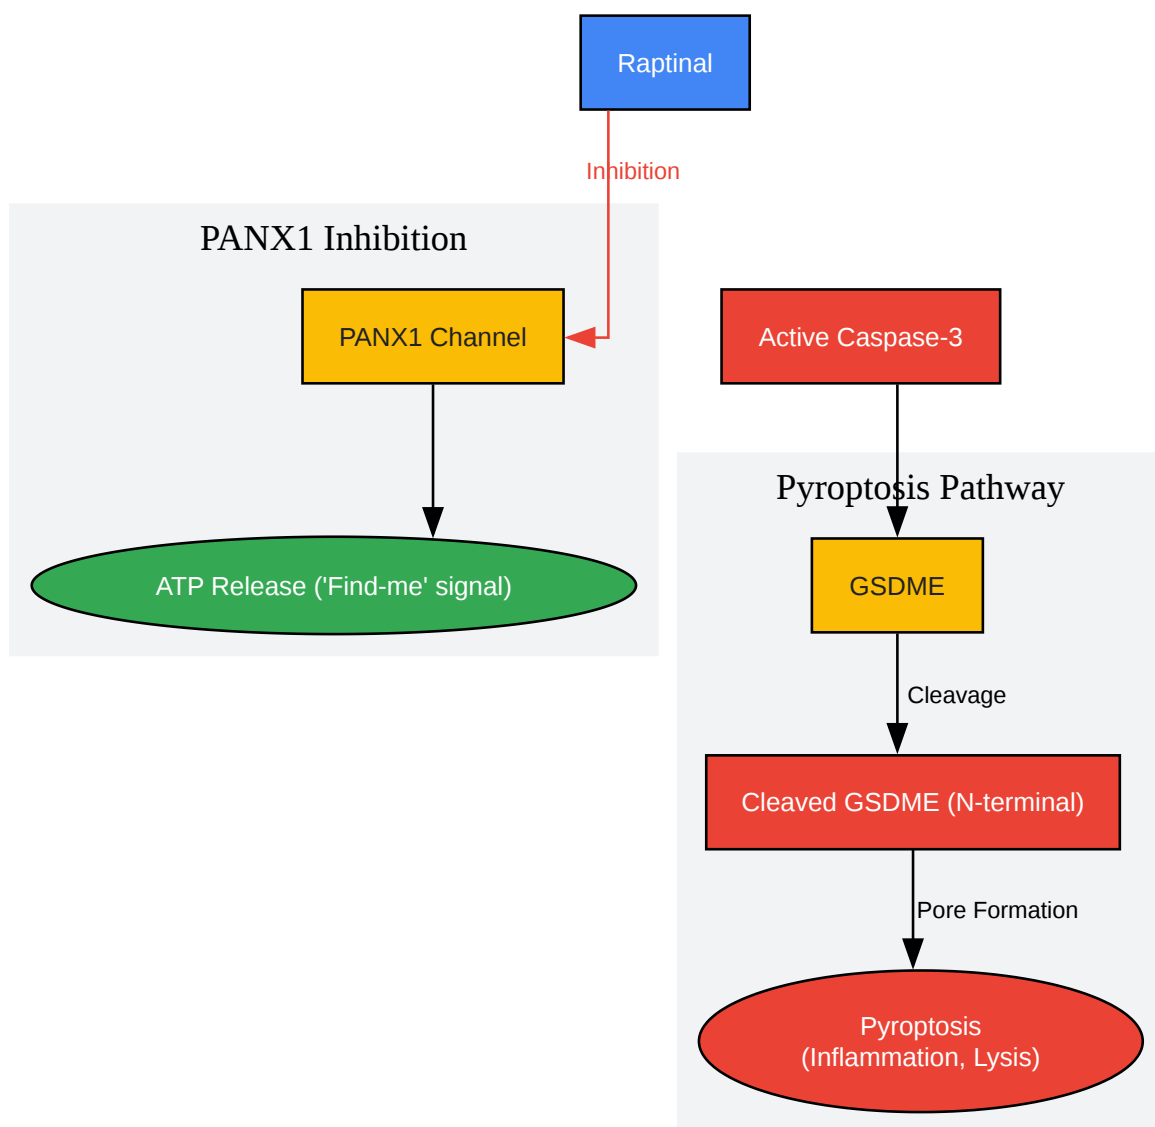 Raptinal
Inhibition
PANX1 Inhibition
PANX1 Channel
Active Caspase-3
Pyroptosis Pathway
ATP Release ('Find-me' signal)
GSDME
Cleavage
Cleaved GSDME (N-terminal)
Pore Formation
Pyroptosis
(Inflammation, Lysis)